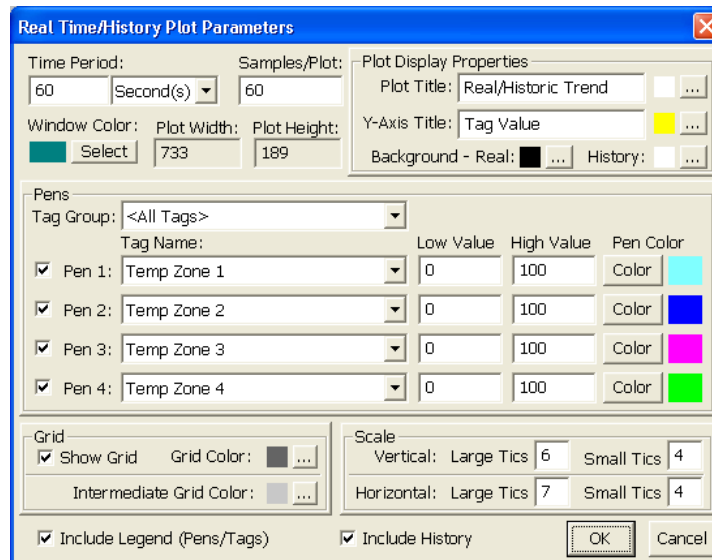 Real Time/History Plot Parameters
Time Period: Samples/Plot:
60 Second(s) 60
Window Color: Plot Width: Plot Height:
Select 733 189
Plot Display Properties
Plot Title: Real/Historic Trend ...
Y-Axis Title: Tag Value ...
Background - Real: ... History: ...
Pens
Tag Group: <All Tags>
Tag Name: Low Value High Value Pen Color
Pen 1: Temp Zone 1 0 100 Color
Pen 2: Temp Zone 2 0 100 Color
Pen 3: Temp Zone 3 0 100 Color
Pen 4: Temp Zone 4 0 100 Color
Grid
Show Grid Grid Color: ...
Intermediate Grid Color: ...
Scale
Vertical: Large Tics 6 Small Tics 4
Horizontal: Large Tics 7 Small Tics 4
Include Legend (Pens/Tags) Include History OK Cancel